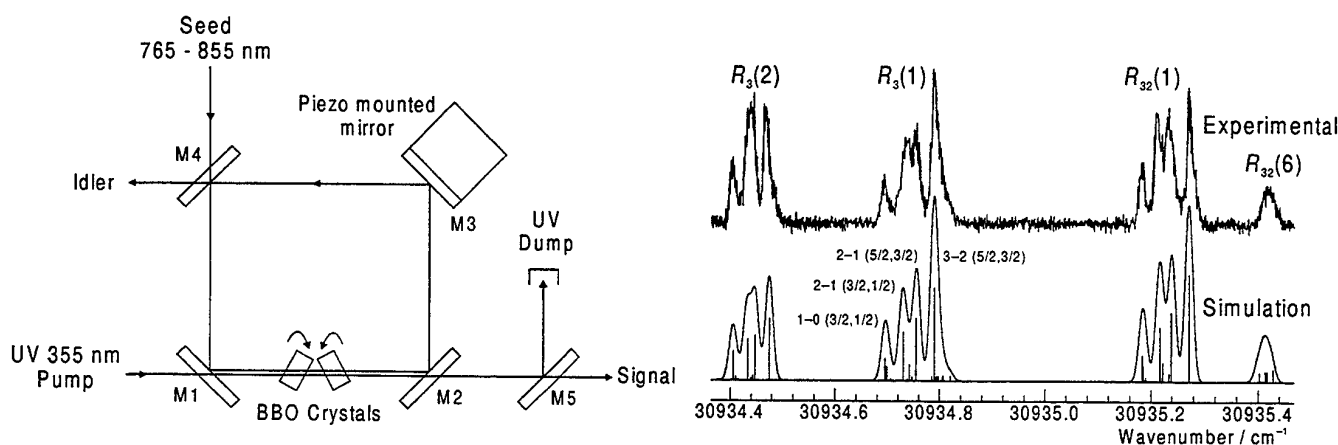 Seed
765 - 855 nm
Piezo mounted
mirror
M4
Idler
M3
UV
Dump
UV 355 nm
Pump
M1
BBO Crystals
M2
M5
Signal
R3(2)
R3(1)
R32(1)
Experimental
R32(6)
2–1 (5/2,3/2)
3–2 (5/2,3/2)
2–1 (3/2,1/2)
1–0 (3/2,1/2)
Simulation
30934.4
30934.6
30934.8
30935.0
30935.2
30935.4
Wavenumber / cm⁻¹